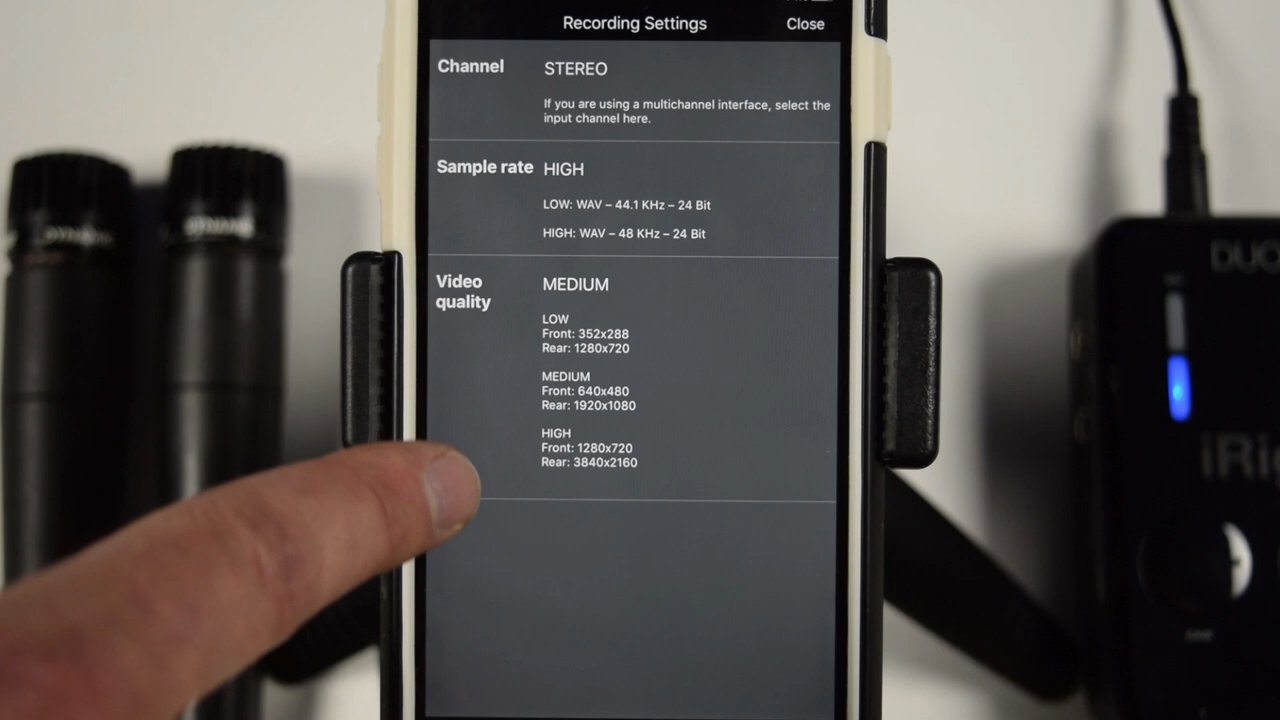 Recording Settings
Close
Channel
STEREO
If you are using a multichannel interface, select the
input channel here.
Sample rate
HIGH
LOW: WAV – 44.1 KHz – 24 Bit
HIGH: WAV – 48 KHz – 24 Bit
Video
quality
MEDIUM
LOW
Front: 352x288
Rear: 1280x720
MEDIUM
Front: 640x480
Rear: 1920x1080
HIGH
Front: 1280x720
Rear: 3840x2160
DUO
iRig